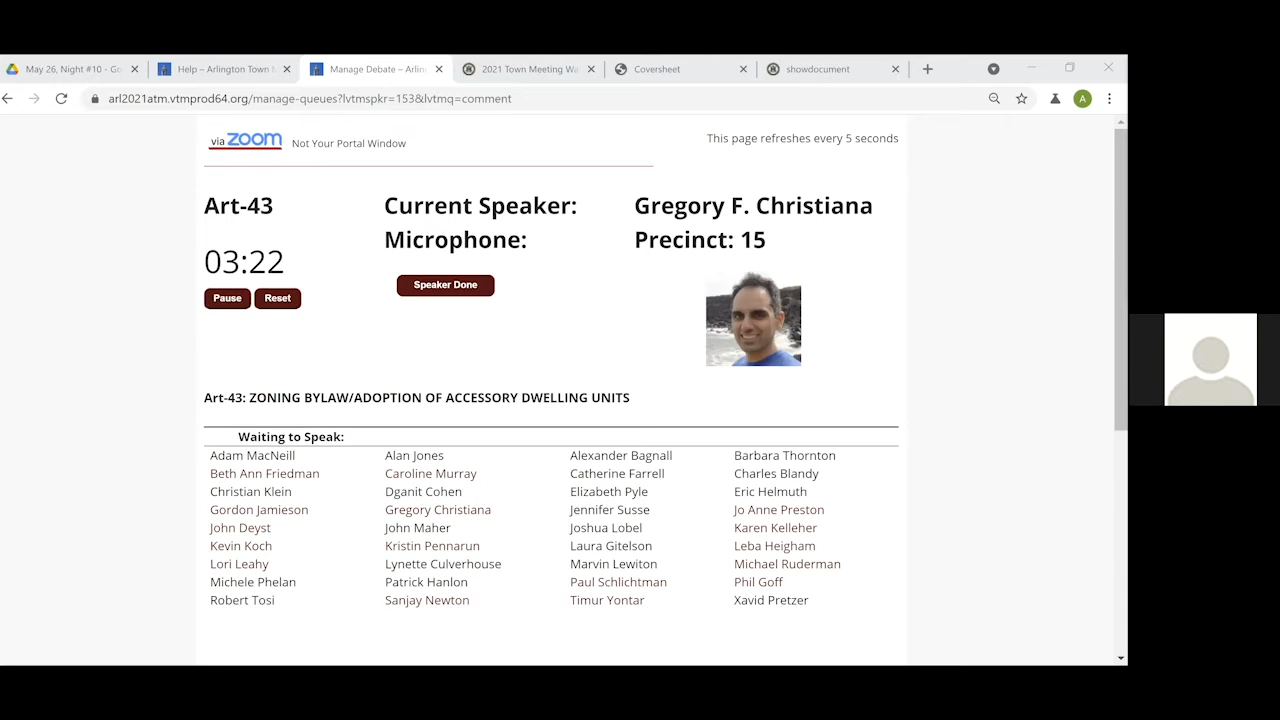 May 26, Night #10 - Go
Help – Arlington Town M
Manage Debate – Arlin
2021 Town Meeting Wa
Coversheet
showdocument
arl2021atm.vtmprod64.org/manage-queues?lvtmspkr=153&lvtmq=comment
A
via zoom Not Your Portal Window
This page refreshes every 5 seconds
Art-43 Current Speaker: Gregory F. Christiana
Microphone: Precinct: 15
03:22
Speaker Done
Pause Reset
Art-43: ZONING BYLAW/ADOPTION OF ACCESSORY DWELLING UNITS
Waiting to Speak:
Adam MacNeill Alan Jones Alexander Bagnall Barbara Thornton
Beth Ann Friedman Caroline Murray Catherine Farrell Charles Blandy
Christian Klein Dganit Cohen Elizabeth Pyle Eric Helmuth
Gordon Jamieson Gregory Christiana Jennifer Susse Jo Anne Preston
John Deyst John Maher Joshua Lobel Karen Kelleher
Kevin Koch Kristin Pennarun Laura Gitelson Leba Heigham
Lori Leahy Lynette Culverhouse Marvin Lewiton Michael Ruderman
Michele Phelan Patrick Hanlon Paul Schlichtman Phil Goff
Robert Tosi Sanjay Newton Timur Yontar Xavid Pretzer